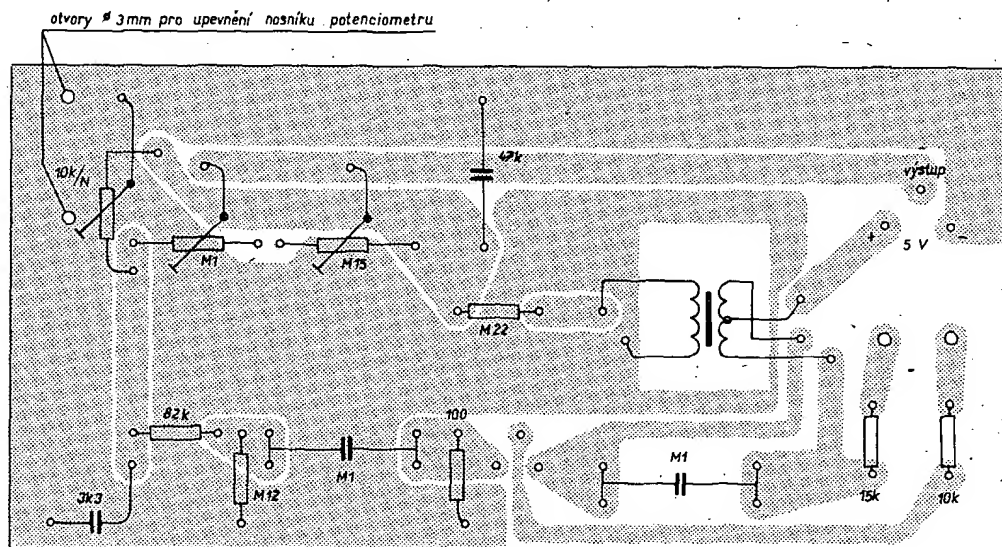 otvory ø 3mm pro upevnění nosníku potenciometru
10k/N
M1
M15
47k
výstup
+
5 V
-
M22
82k
M12
M1
100
M1
15k
10k
3k3